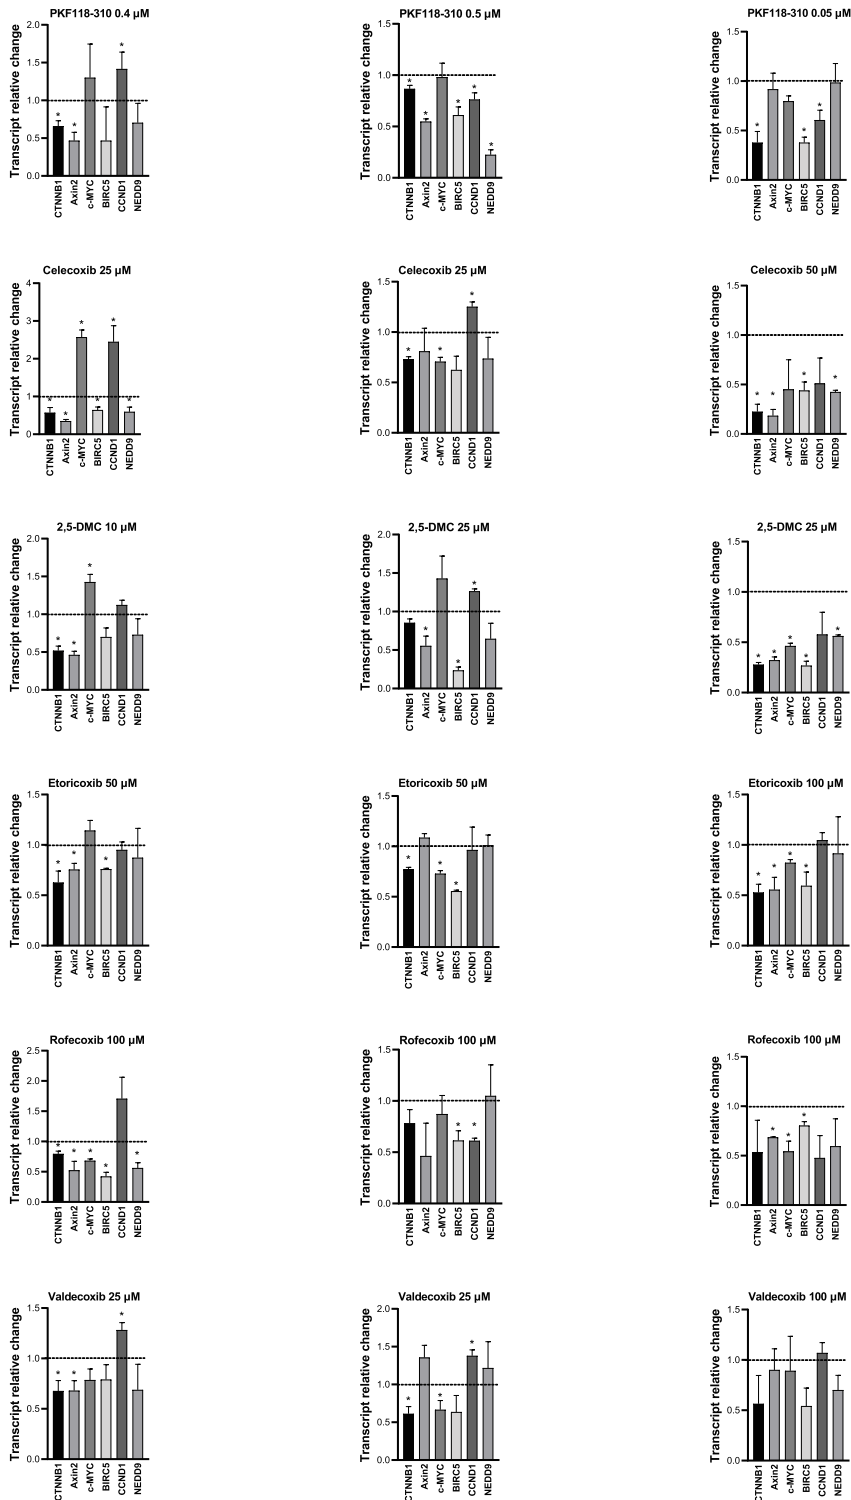 PKF118-310 0.4 µM
Transcript relative change
2.0
1.5
1.0
0.5
0.0
* * *
CTNNB1 Axin2 c-MYC BIRC5 CCND1 NEDD9
PKF118-310 0.5 µM
Transcript relative change
1.5
1.0
0.5
0.0
* * * * *
CTNNB1 Axin2 c-MYC BIRC5 CCND1 NEDD9
PKF118-310 0.05 µM
Transcript relative change
1.5
1.0
0.5
0.0
* * *
CTNNB1 Axin2 c-MYC BIRC5 CCND1 NEDD9
Celecoxib 25 µM
Transcript relative change
4
3
2
1
0
* * * * * *
CTNNB1 Axin2 c-MYC BIRC5 CCND1 NEDD9
Celecoxib 25 µM
Transcript relative change
1.5
1.0
0.5
0.0
* * *
CTNNB1 Axin2 c-MYC BIRC5 CCND1 NEDD9
Celecoxib 50 µM
Transcript relative change
1.5
1.0
0.5
0.0
* * * *
CTNNB1 Axin2 c-MYC BIRC5 CCND1 NEDD9
2,5-DMC 10 µM
Transcript relative change
2.0
1.5
1.0
0.5
0.0
* * *
CTNNB1 Axin2 c-MYC BIRC5 CCND1 NEDD9
2,5-DMC 25 µM
Transcript relative change
2.0
1.5
1.0
0.5
0.0
* * *
CTNNB1 Axin2 c-MYC BIRC5 CCND1 NEDD9
2,5-DMC 25 µM
Transcript relative change
1.5
1.0
0.5
0.0
* * * * *
CTNNB1 Axin2 c-MYC BIRC5 CCND1 NEDD9
Etoricoxib 50 µM
Transcript relative change
1.5
1.0
0.5
0.0
* * *
CTNNB1 Axin2 c-MYC BIRC5 CCND1 NEDD9
Etoricoxib 50 µM
Transcript relative change
1.5
1.0
0.5
0.0
* * *
CTNNB1 Axin2 c-MYC BIRC5 CCND1 NEDD9
Etoricoxib 100 µM
Transcript relative change
1.5
1.0
0.5
0.0
* * * *
CTNNB1 Axin2 c-MYC BIRC5 CCND1 NEDD9
Rofecoxib 100 µM
Transcript relative change
2.5
2.0
1.5
1.0
0.5
0.0
* * * * *
CTNNB1 Axin2 c-MYC BIRC5 CCND1 NEDD9
Rofecoxib 100 µM
Transcript relative change
1.5
1.0
0.5
0.0
* *
CTNNB1 Axin2 c-MYC BIRC5 CCND1 NEDD9
Rofecoxib 100 µM
Transcript relative change
1.5
1.0
0.5
0.0
* * *
CTNNB1 Axin2 c-MYC BIRC5 CCND1 NEDD9
Valdecoxib 25 µM
Transcript relative change
1.5
1.0
0.5
0.0
* * *
CTNNB1 Axin2 c-MYC BIRC5 CCND1 NEDD9
Valdecoxib 25 µM
Transcript relative change
2.0
1.5
1.0
0.5
0.0
* * *
CTNNB1 Axin2 c-MYC BIRC5 CCND1 NEDD9
Valdecoxib 100 µM
Transcript relative change
1.5
1.0
0.5
0.0
CTNNB1 Axin2 c-MYC BIRC5 CCND1 NEDD9